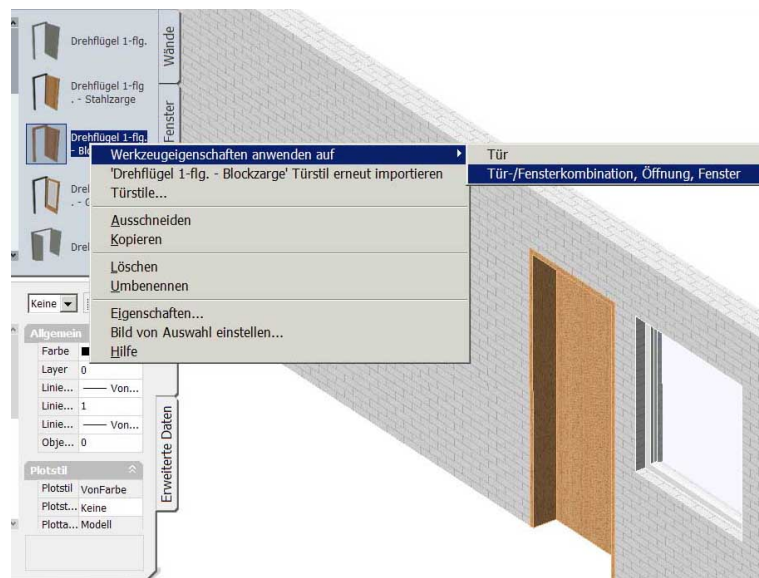 Drehflügel 1-flg.
Drehflügel 1-flg
. - Stahlzarge
Drehflügel 1-flg.
Wände
Fenster
Werkzeugeigenschaften anwenden auf
'Drehflügel 1-flg. - Blockzarge' Türstil erneut importieren
Türstile...
Ausschneiden
Kopieren
Löschen
Umbenennen
Eigenschaften...
Bild von Auswahl einstellen...
Hilfe
Tür
Tür-/Fensterkombination, Öffnung, Fenster
Keine
Allgemein
Farbe
Layer 0
Linie... Von...
Linie... 1
Linie... Von...
Obje... 0
Plotstil
Plotstil VonFarbe
Plotst... Keine
Plotta... Modell
Erweiterte Daten